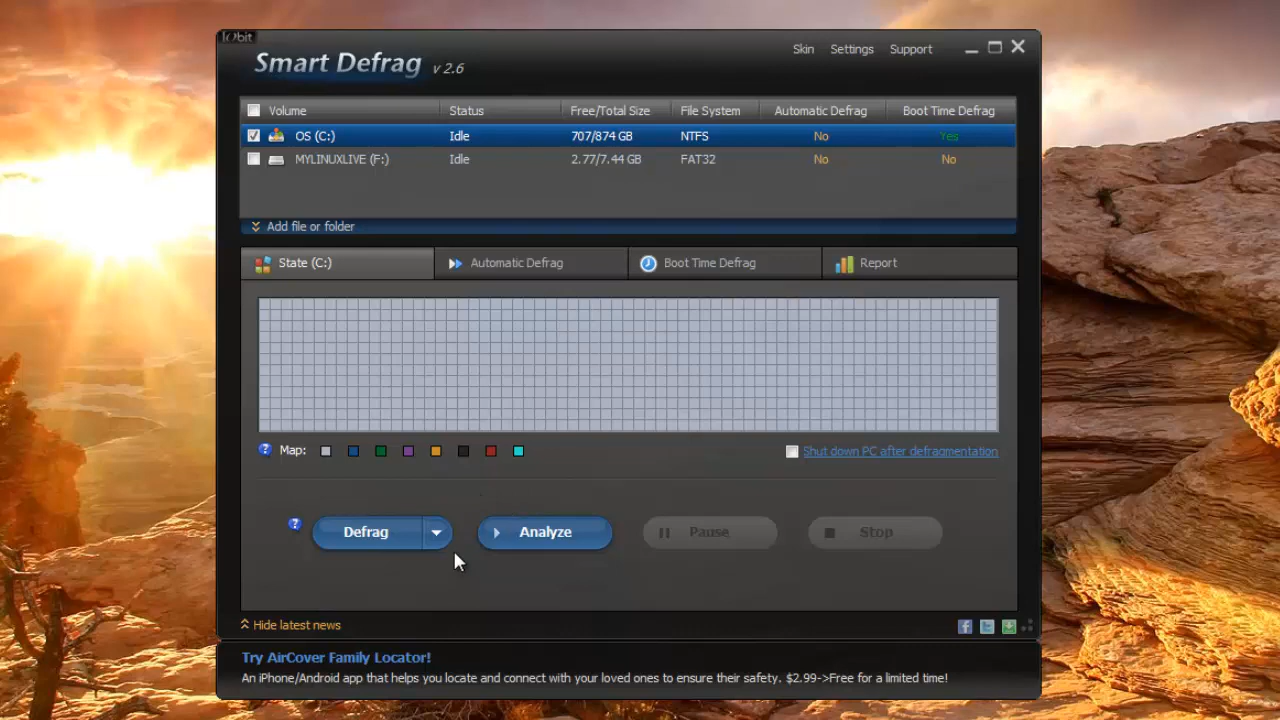 IObit
Smart Defrag v 2.6
Skin Settings Support
Volume Status Free/Total Size File System Automatic Defrag Boot Time Defrag
OS (C:) Idle 707/874 GB NTFS No Yes
MYLINUXLIVE (F:) Idle 2.77/7.44 GB FAT32 No No
Add file or folder
State (C:) Automatic Defrag Boot Time Defrag Report
? Map: Shut down PC after defragmentation
? Defrag Analyze Pause Stop
Hide latest news
Try AirCover Family Locator!
An iPhone/Android app that helps you locate and connect with your loved ones to ensure their safety. $2.99->Free for a limited time!